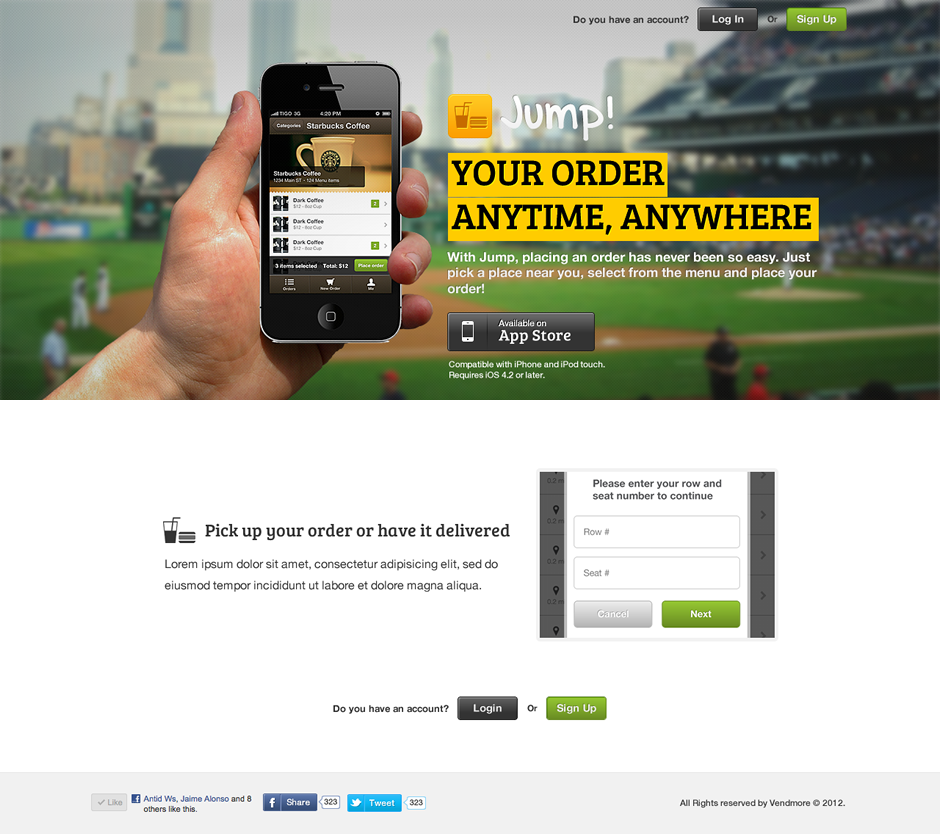 Do you have an account? Log In Or Sign Up
Jump!
YOUR ORDER
ANYTIME, ANYWHERE
With Jump, placing an order has never been so easy. Just
pick a place near you, select from the menu and place your
order!
Available on
App Store
Compatible with iPhone and iPod touch.
Requires iOS 4.2 or later.
TIGO 3G 4:20 PM
Categories Starbucks Coffee
Starbucks Coffee
1234 Main ST - 124 Menu items
Dark Coffee
$12 - 8oz Cup
2
Dark Coffee
$12 - 8oz Cup
Dark Coffee
$12 - 8oz Cup
2
3 items selected Total: $12 Place order
Orders New Order Me
Pick up your order or have it delivered
Lorem ipsum dolor sit amet, consectetur adipisicing elit, sed do
eiusmod tempor incididunt ut labore et dolore magna aliqua.
Please enter your row and
seat number to continue
Row #
Seat #
Cancel Next
0.2 m
0.2 m
0.2 m
0.2 m
Do you have an account? Login Or Sign Up
Like
Antid Ws, Jaime Alonso and 8
others like this.
Share 323
Tweet 323
All Rights reserved by Vendmore © 2012.